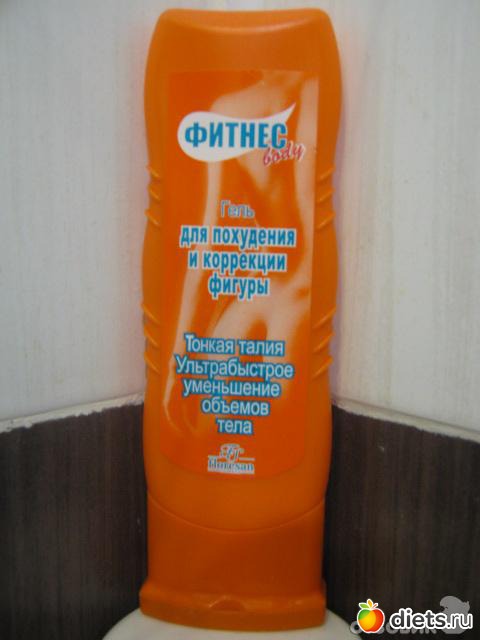 ФИТНЕС
body
Гель
для похудения
и коррекции
фигуры
Тонкая талия
Ультрабыстрое
уменьшение
объемов
тела
floresan
diets.ru